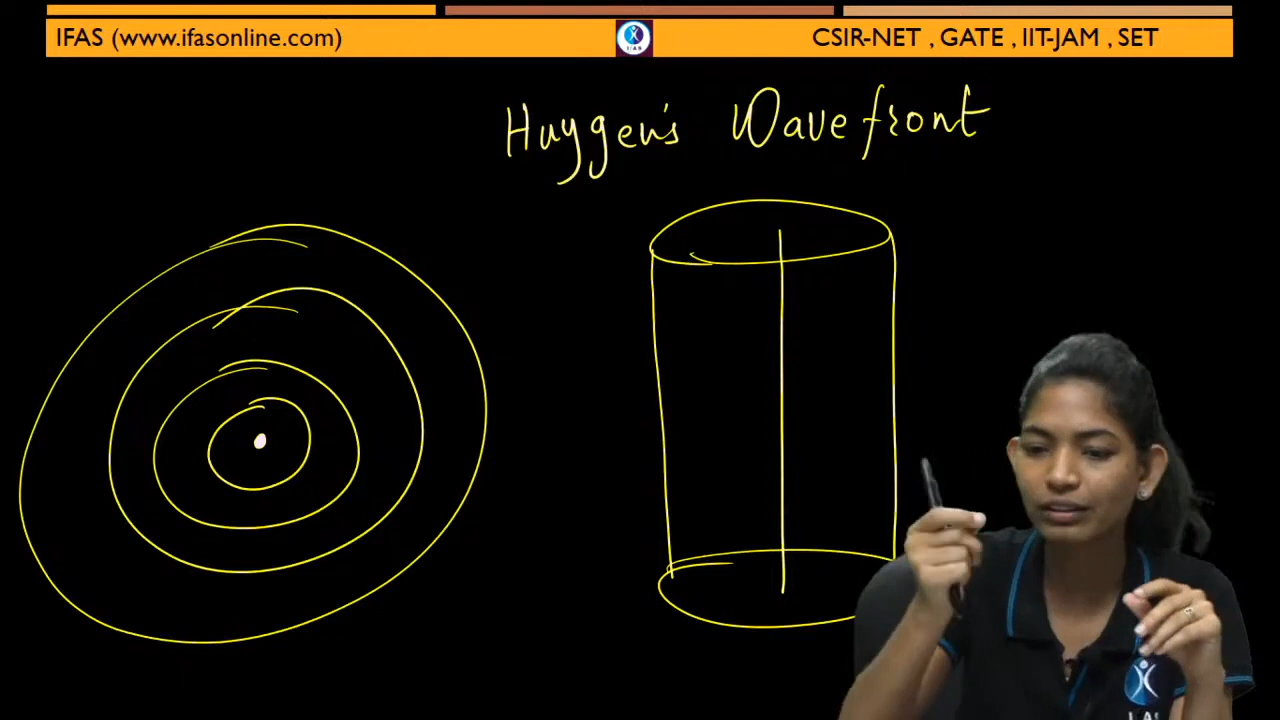 IFAS (www.ifasonline.com)
CSIR-NET , GATE , IIT-JAM , SET
Huygen's Wavefront